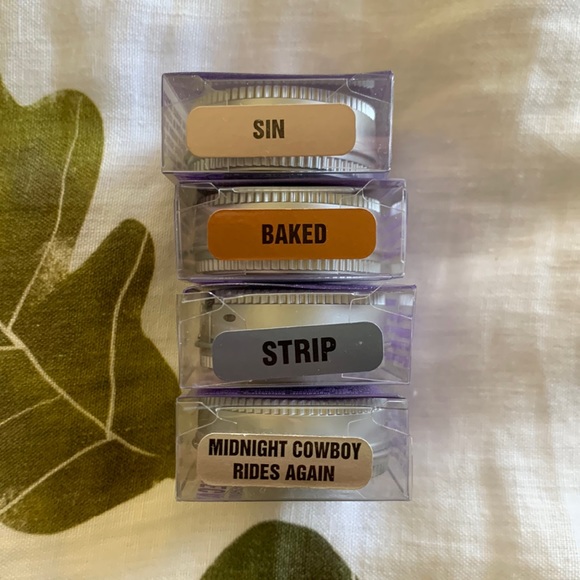 SIN
BAKED
STRIP
MIDNIGHT COWBOY
RIDES AGAIN